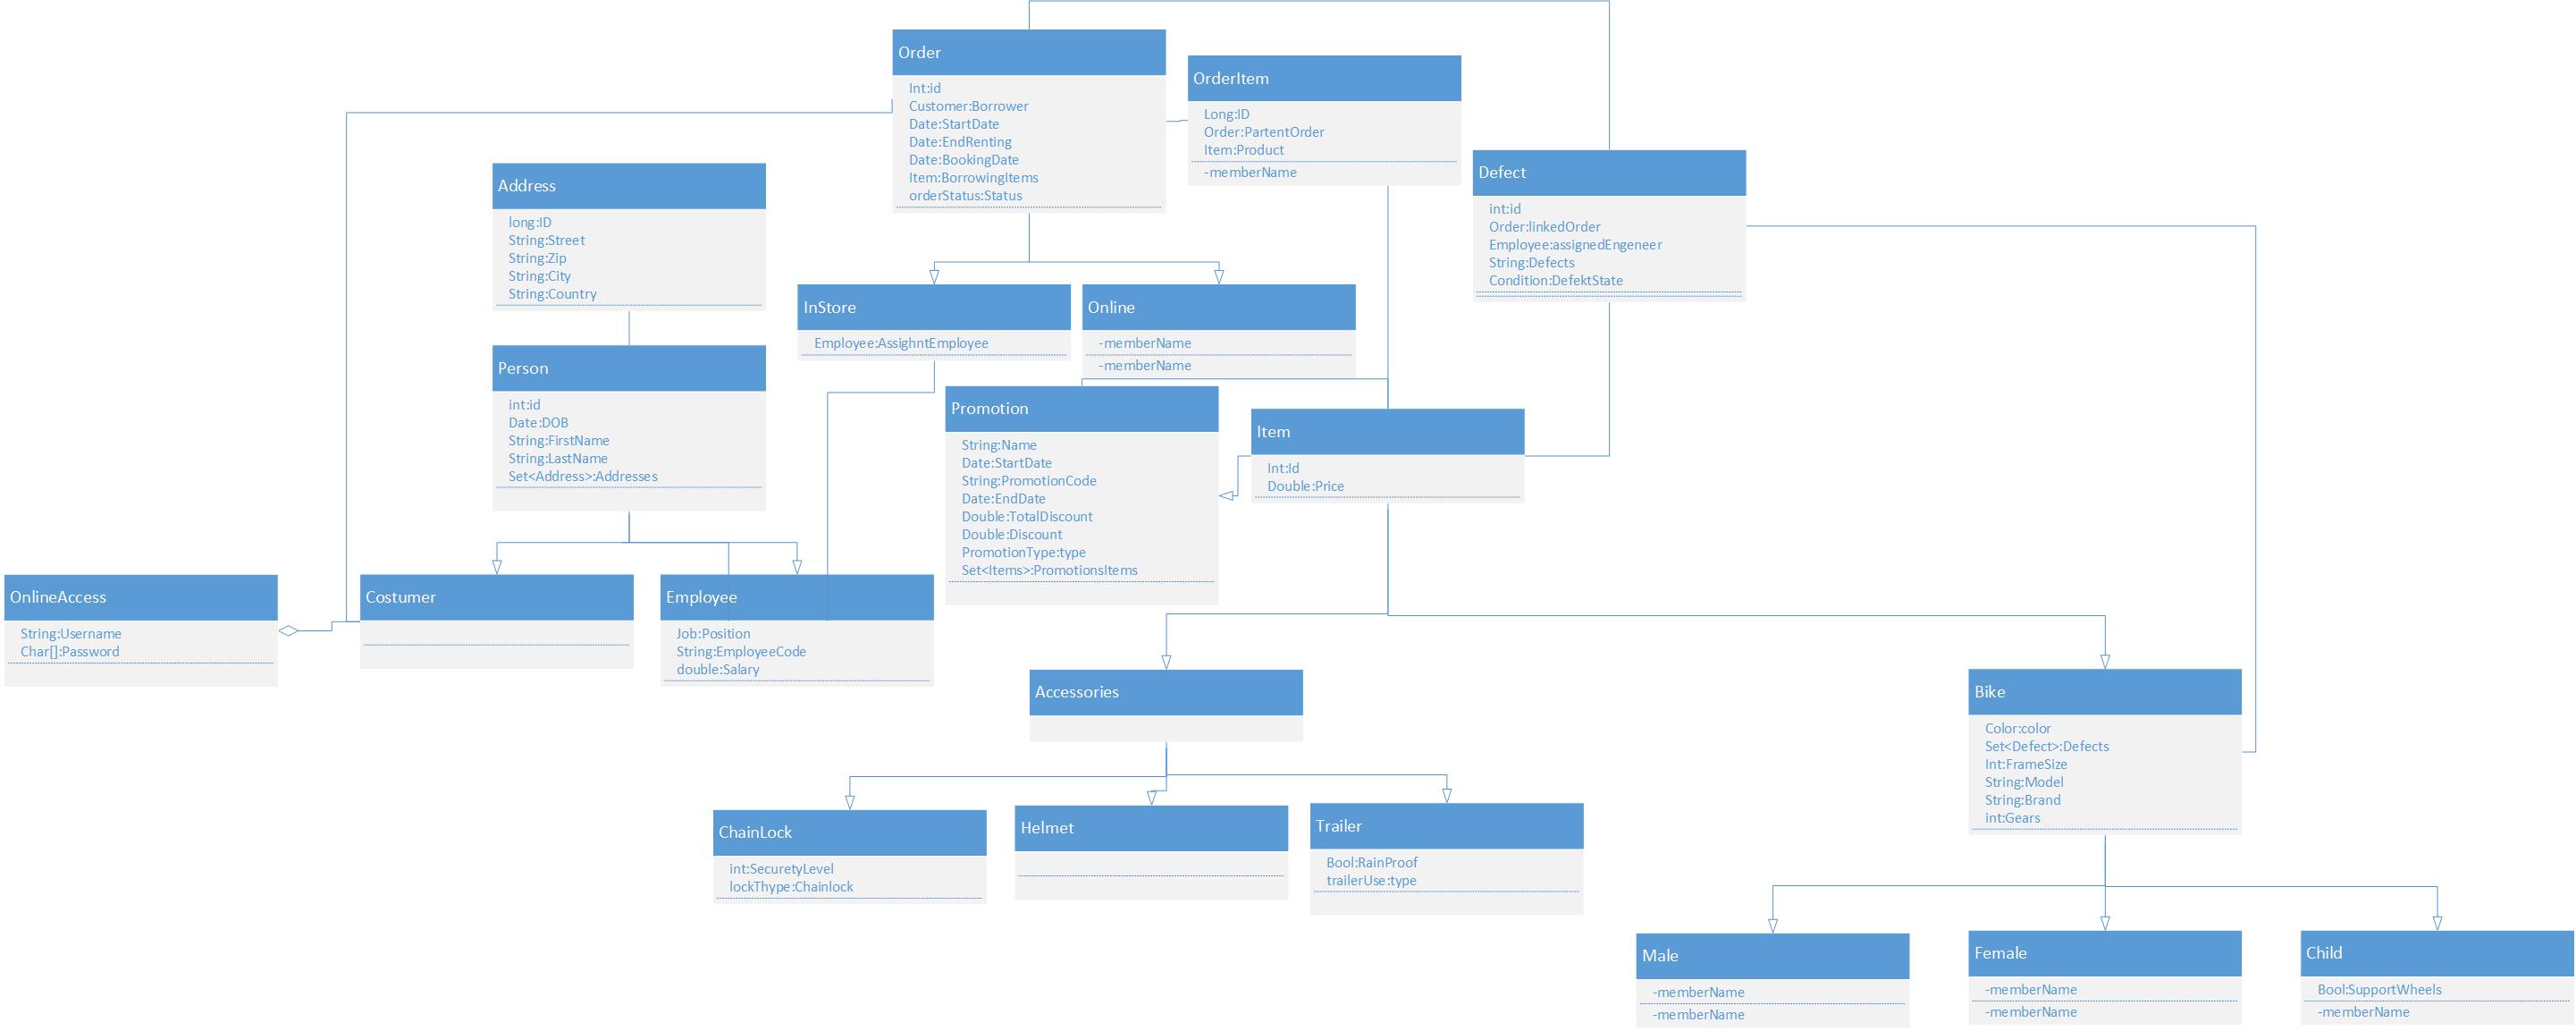 Order
Int:id
Customer:Borrower
Date:StartDate
Date:EndRenting
Date:BookingDate
Item:BorrowingItems
orderStatus:Status
OrderItem
Long:ID
Order:PartentOrder
Item:Product
-memberName
Defect
int:id
Order:linkedOrder
Employee:assignedEngeneer
String:Defects
Condition:DefektState
Address
long:ID
String:Street
String:Zip
String:City
String:Country
InStore
Employee:AssighntEmployee
Online
-memberName
-memberName
Person
int:id
Date:DOB
String:FirstName
String:LastName
Set<Address>:Addresses
Promotion
String:Name
Date:StartDate
String:PromotionCode
Date:EndDate
Double:TotalDiscount
Double:Discount
PromotionType:type
Set<Items>:PromotionsItems
Item
Int:Id
Double:Price
OnlineAccess
String:Username
Char[]:Password
Costumer
Employee
Job:Position
String:EmployeeCode
double:Salary
Accessories
Bike
Color:color
Set<Defect>:Defects
Int:FrameSize
String:Model
String:Brand
int:Gears
ChainLock
int:SecuretyLevel
lockThype:Chainlock
Helmet
Trailer
Bool:RainProof
trailerUse:type
Male
-memberName
-memberName
Female
-memberName
-memberName
Child
Bool:SupportWheels
-memberName